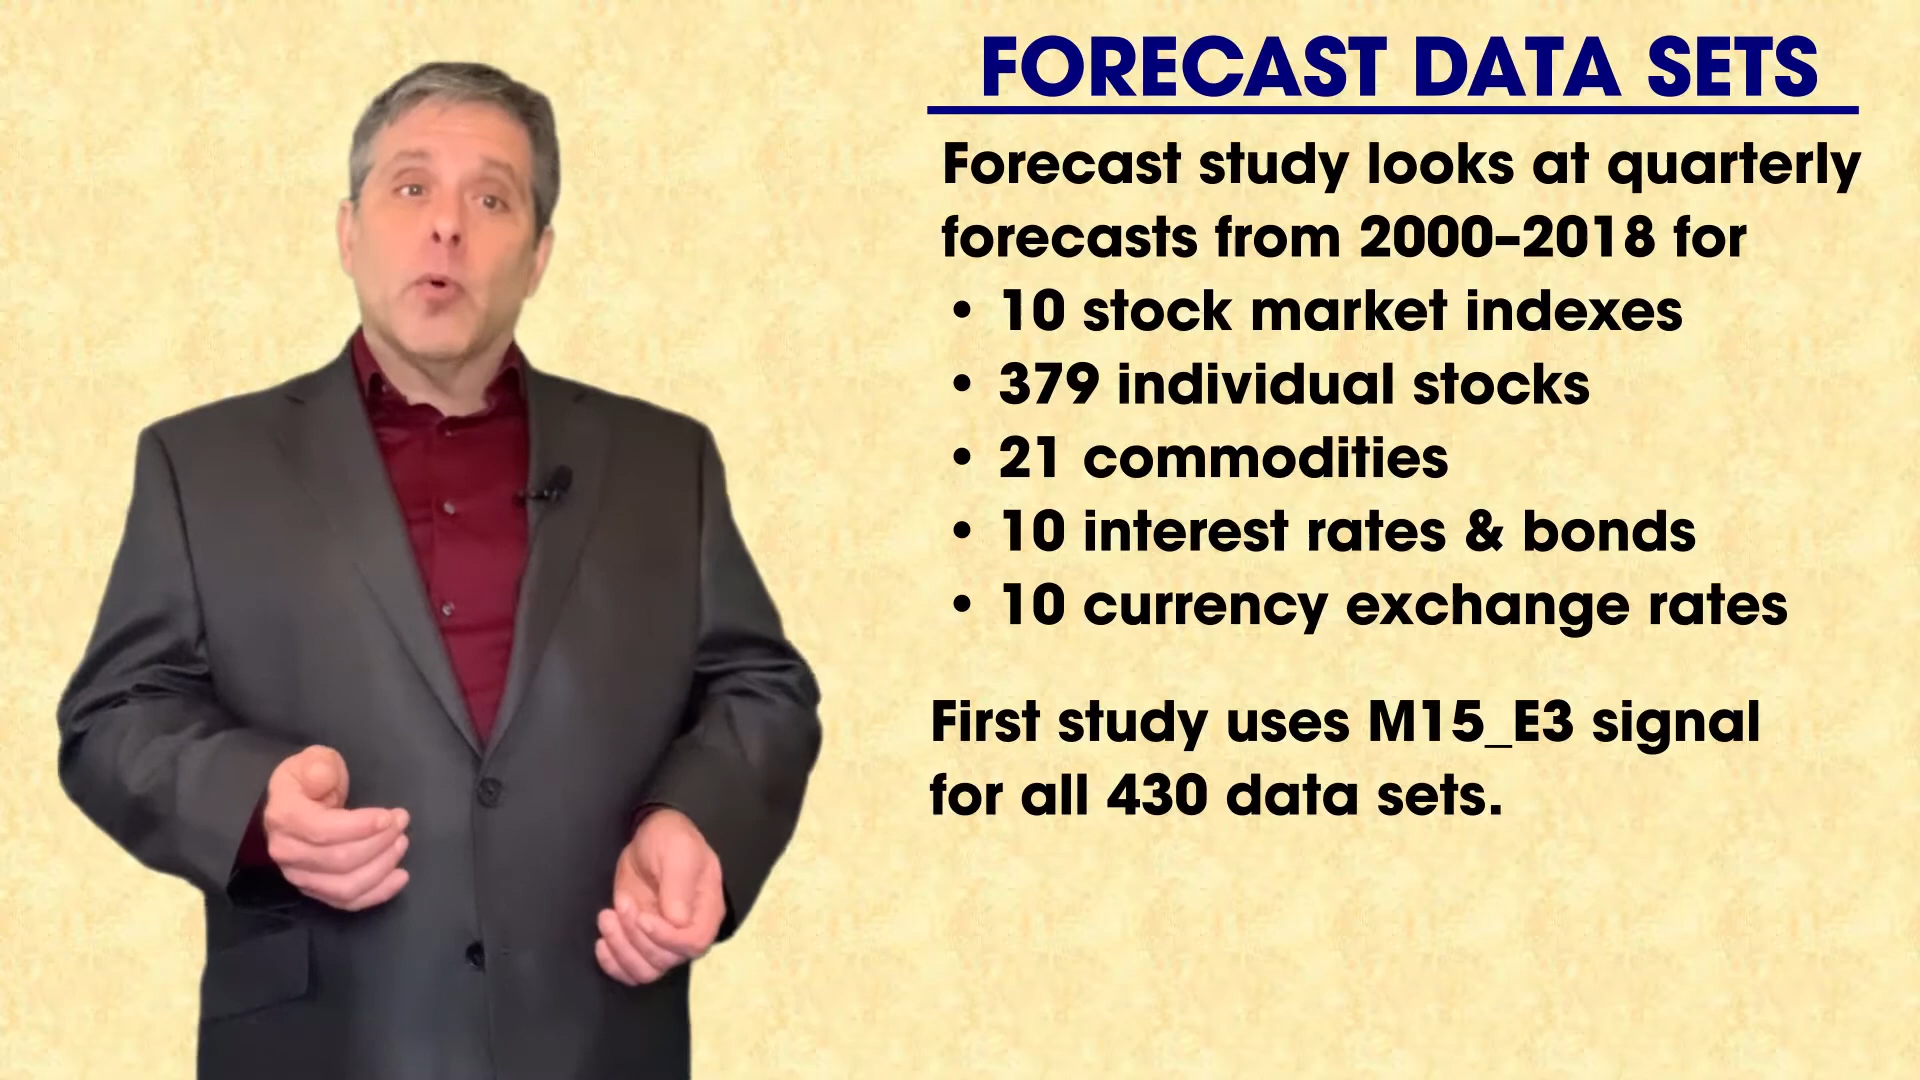 FORECAST DATA SETS
Forecast study looks at quarterly
forecasts from 2000–2018 for
• 10 stock market indexes
• 379 individual stocks
• 21 commodities
• 10 interest rates & bonds
• 10 currency exchange rates
First study uses M15_E3 signal
for all 430 data sets.